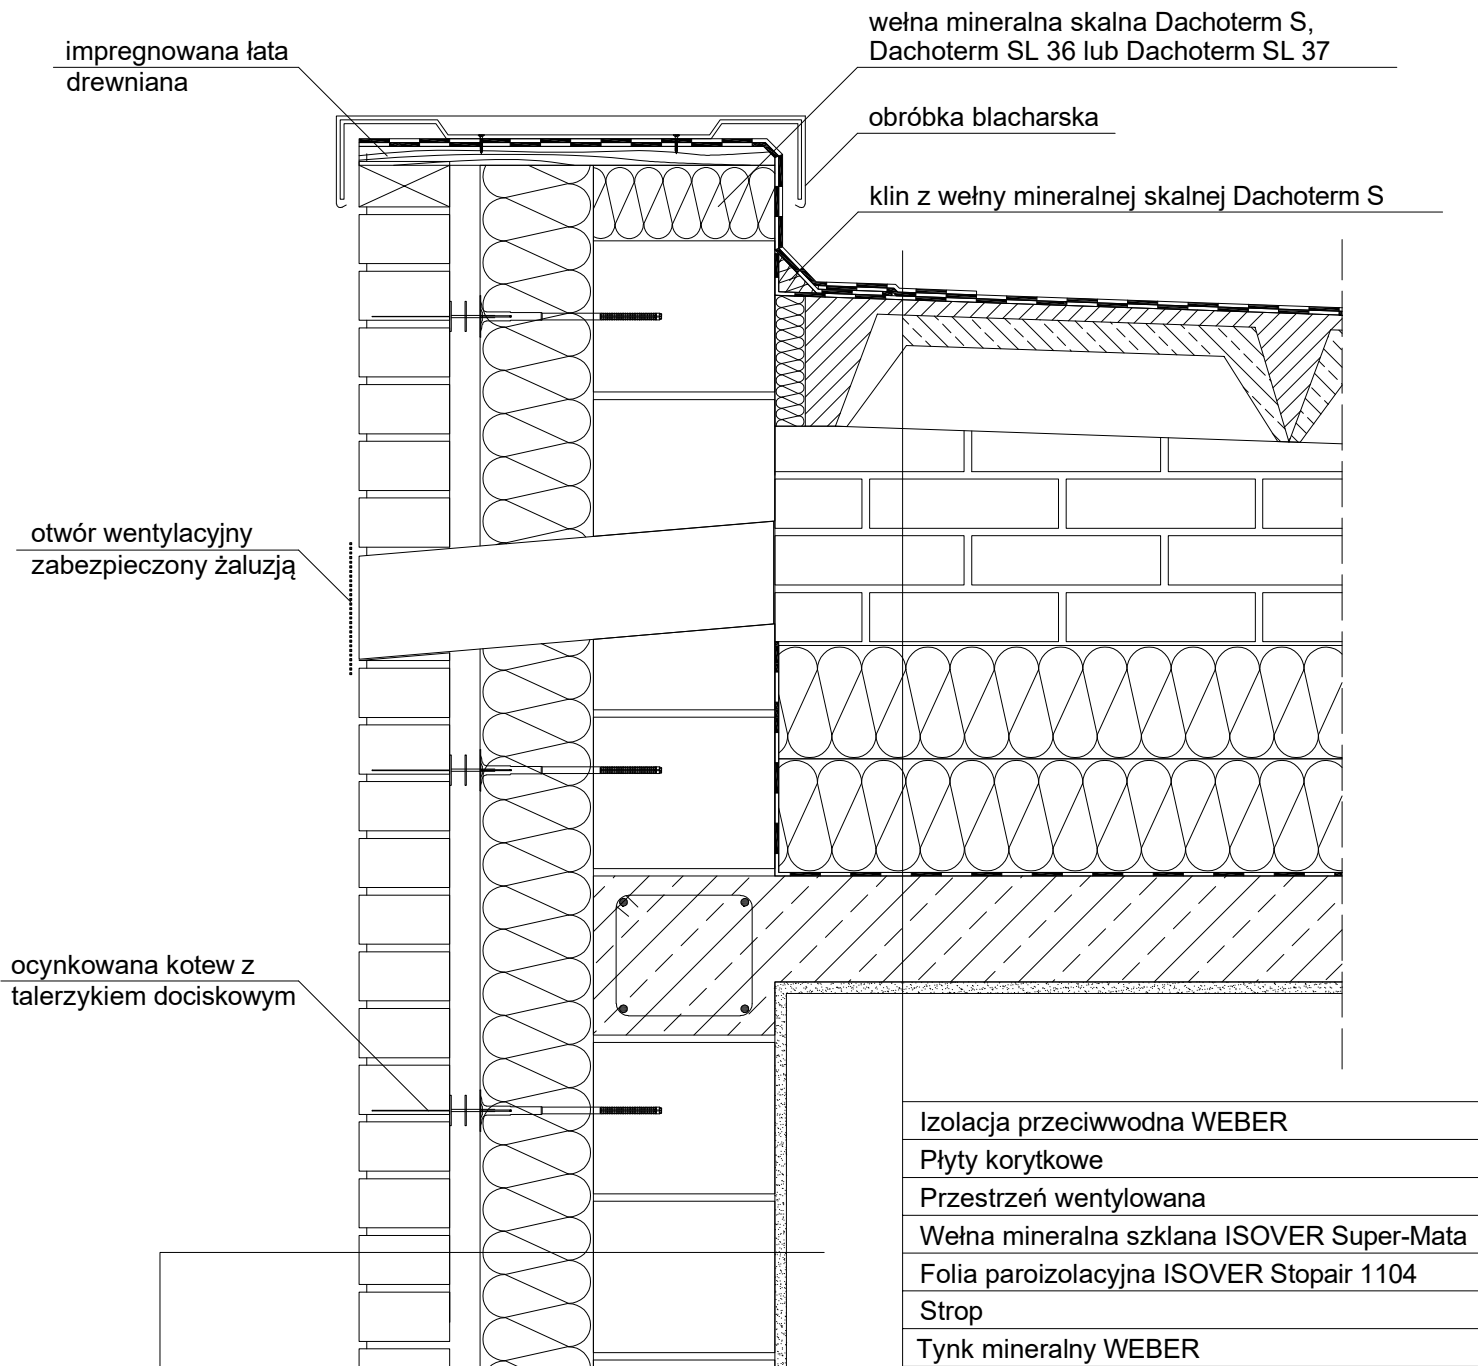 wełna mineralna skalna Dachoterm S,
Dachoterm SL 36 lub Dachoterm SL 37
impregnowana łata
drewniana
obróbka blacharska
klin z wełny mineralnej skalnej Dachoterm S
otwór wentylacyjny
zabezpieczony żaluzją
ocynkowana kotew z
talerzykiem dociskowym
Izolacja przeciwwodna WEBER
Płyty korytkowe
Przestrzeń wentylowana
Wełna mineralna szklana ISOVER Super-Mata
Folia paroizolacyjna ISOVER Stopair 1104
Strop
Tynk mineralny WEBER